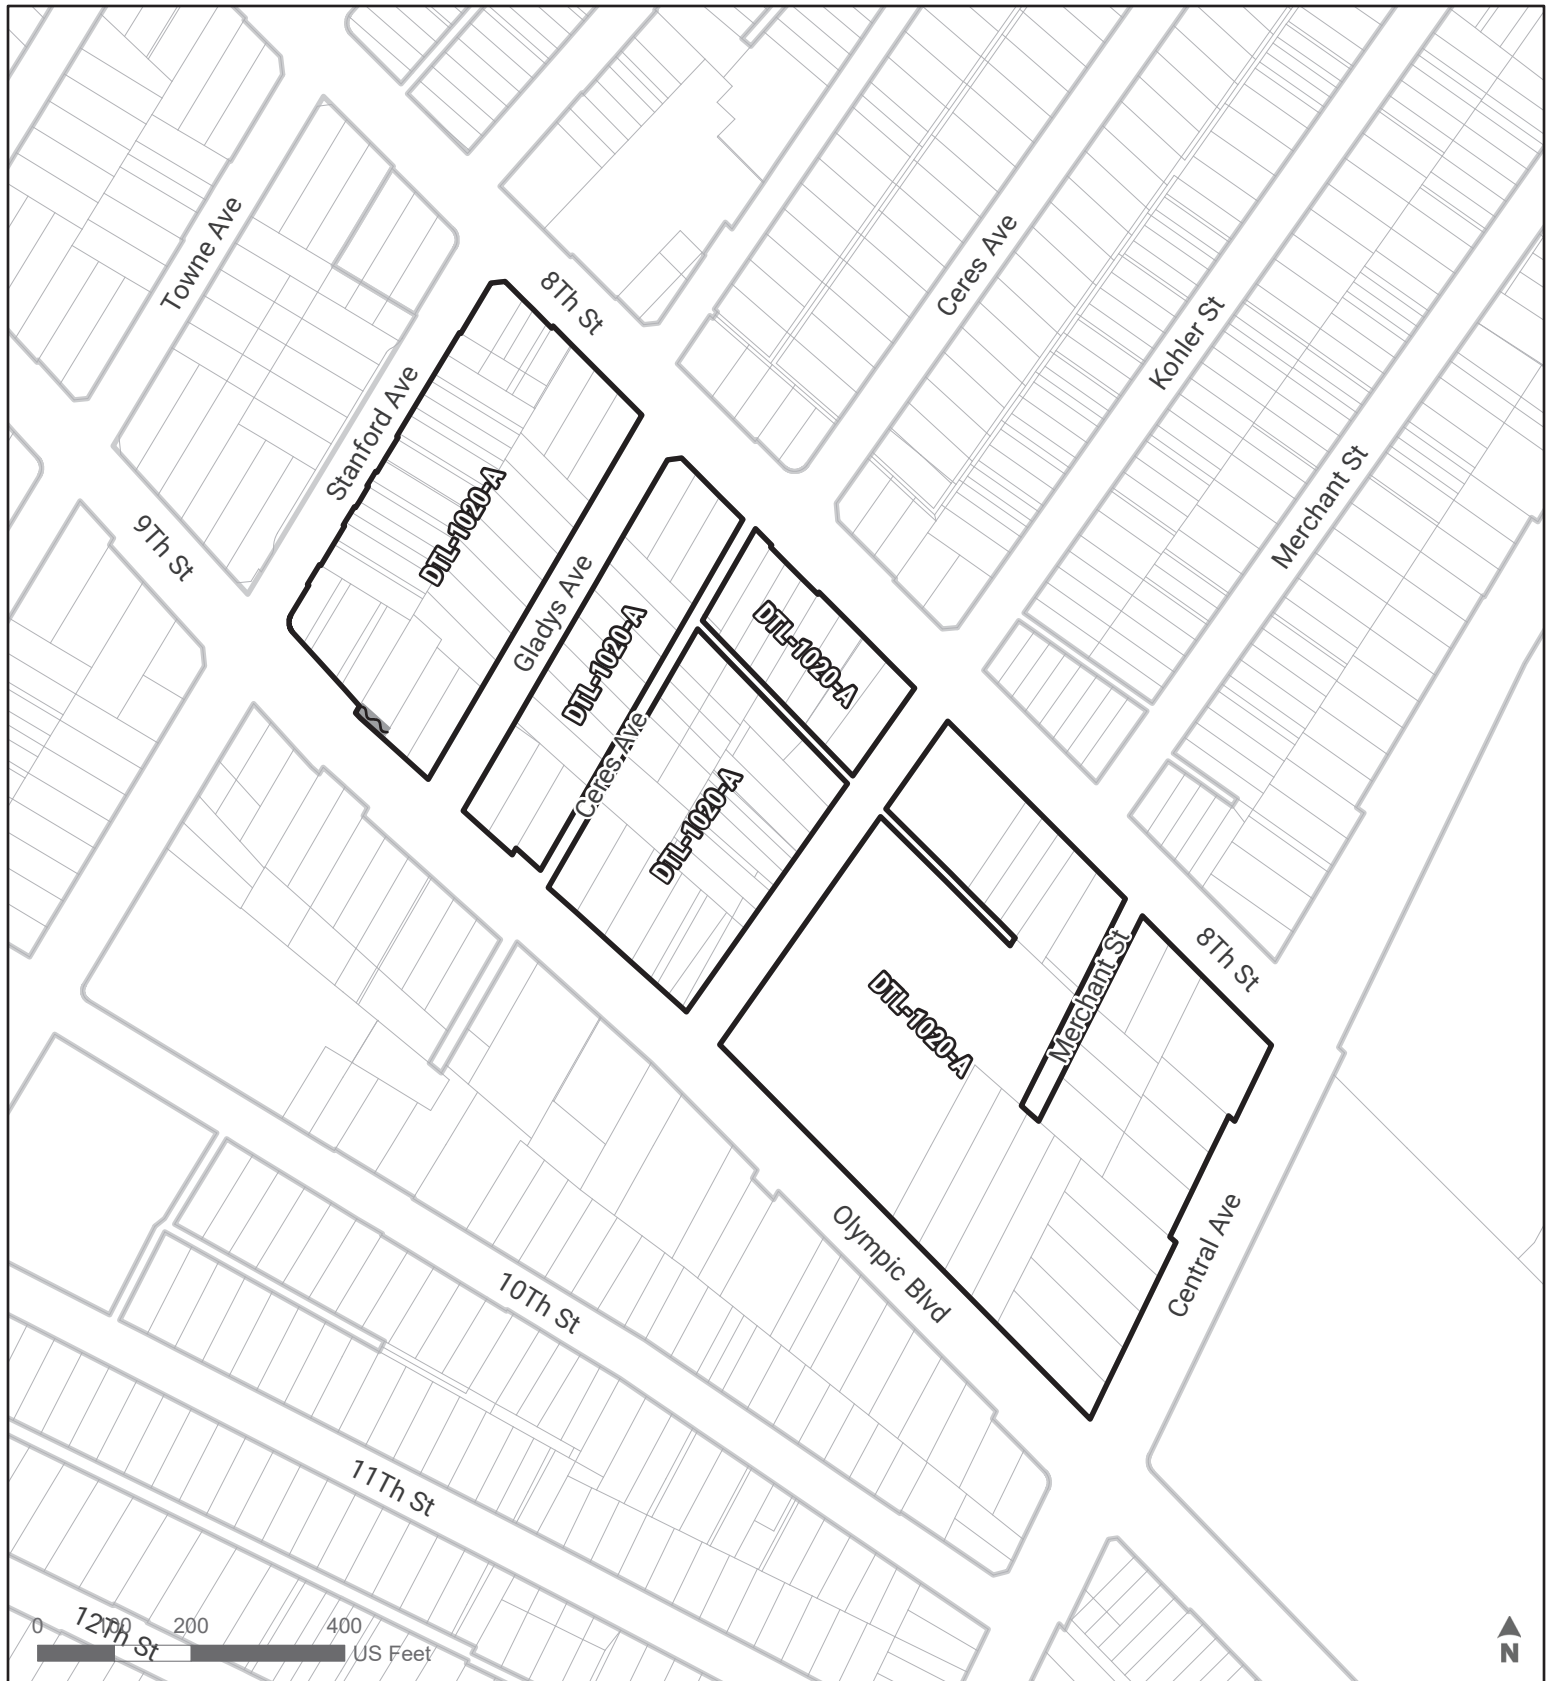 Towne Ave
8Th St
Ceres Ave
Kohler St
Stanford Ave
Merchant St
9Th St
DTL-1020-A
Gladys Ave
DTL-1020-A
DTL-1020-A
Ceres Ave
DTL-1020-A
8Th St
Merchant St
DTL-1020-A
Central Ave
Olympic Blvd
10Th St
11Th St
12Th St
0 100 200 400
US Feet
N